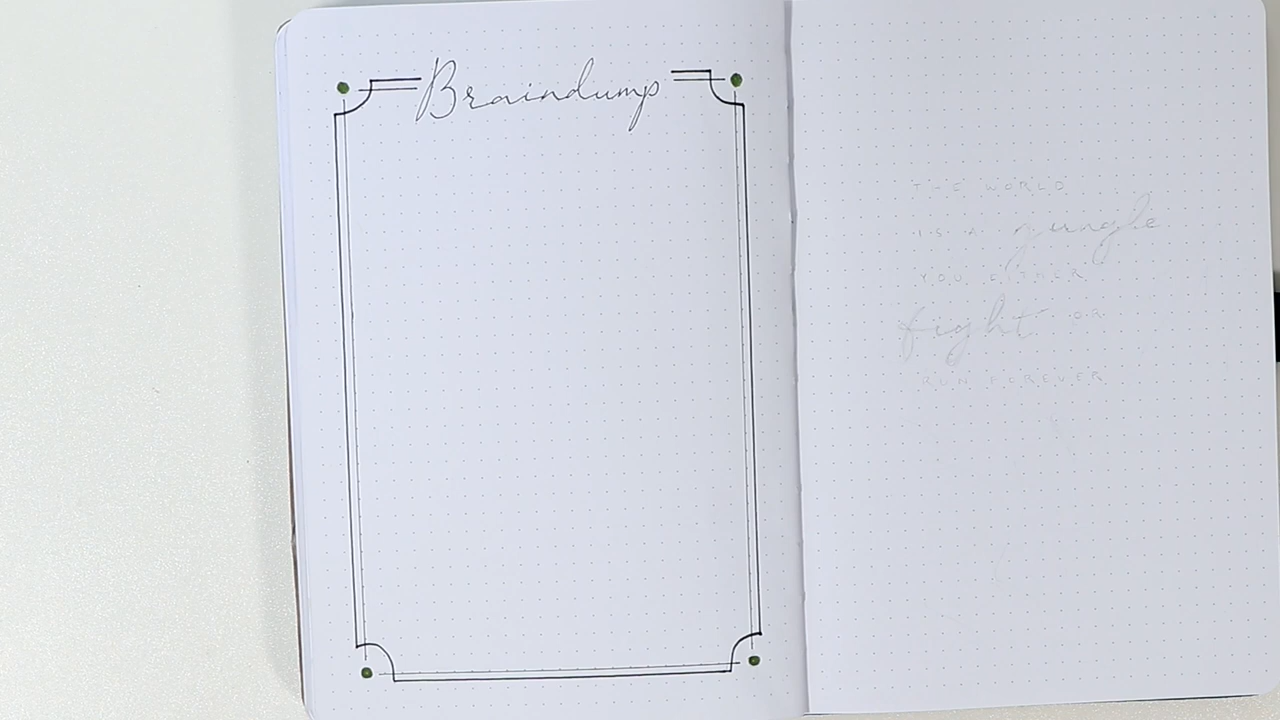 Braindump
THE WORLD
IS A jungle
YOU EITHER
fight OR
RUN FOREVER